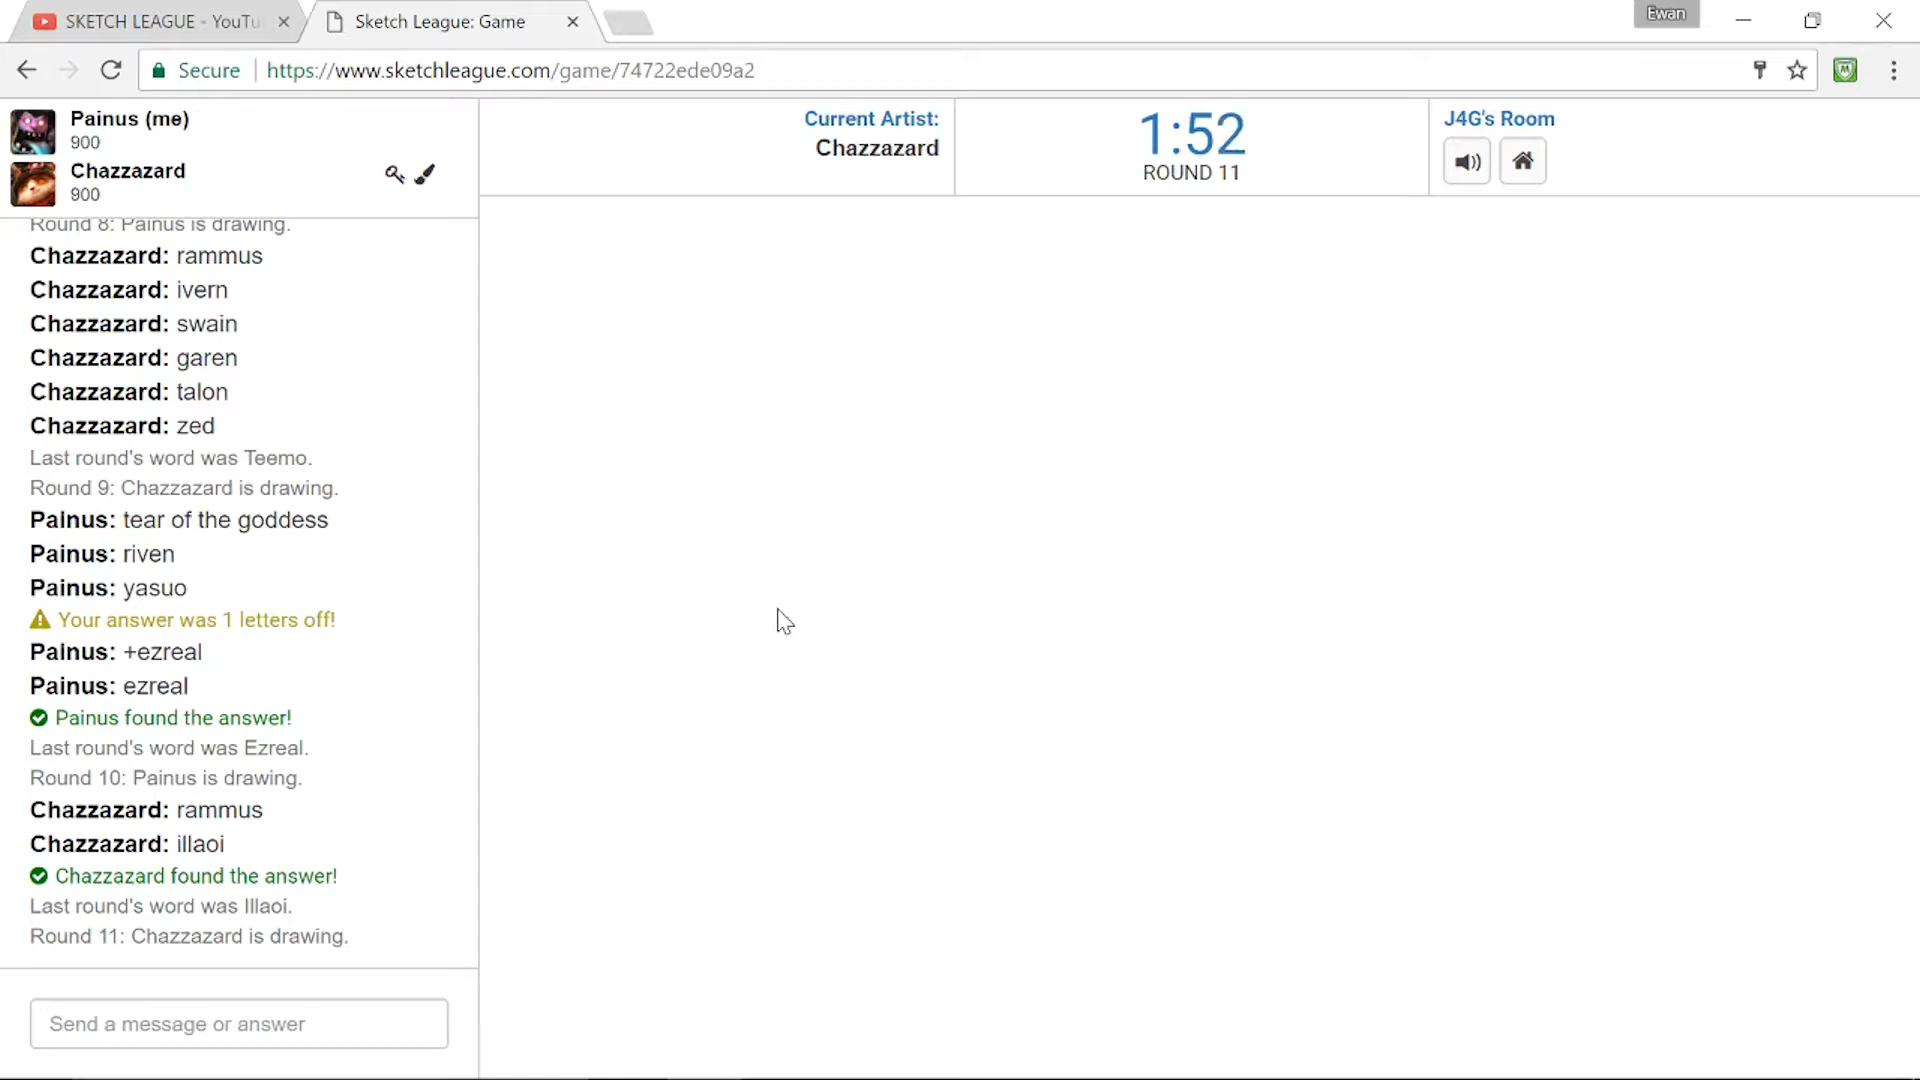 SKETCH LEAGUE - YouTu
Sketch League: Game
Ewan
Secure
https://www.sketchleague.com/game/74722ede09a2
Painus (me)
900
Chazzazard
900
Current Artist:
Chazzazard
1:52
ROUND 11
J4G's Room
Round 8: Painus is drawing.
Chazzazard: rammus
Chazzazard: ivern
Chazzazard: swain
Chazzazard: garen
Chazzazard: talon
Chazzazard: zed
Last round's word was Teemo.
Round 9: Chazzazard is drawing.
Painus: tear of the goddess
Painus: riven
Painus: yasuo
Your answer was 1 letters off!
Painus: +ezreal
Painus: ezreal
Painus found the answer!
Last round's word was Ezreal.
Round 10: Painus is drawing.
Chazzazard: rammus
Chazzazard: illaoi
Chazzazard found the answer!
Last round's word was Illaoi.
Round 11: Chazzazard is drawing.
Send a message or answer